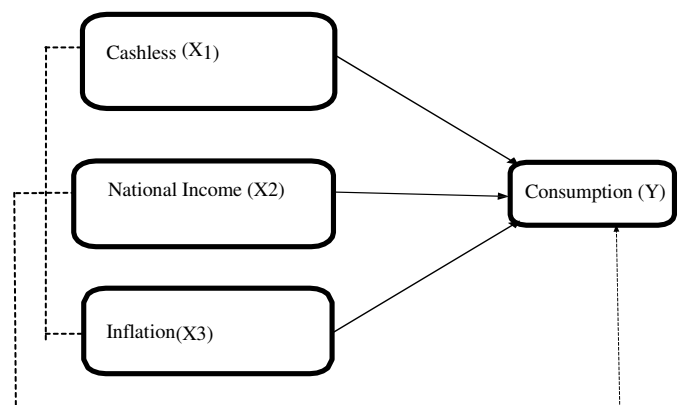 Cashless (X1)
National Income (X2)
Consumption (Y)
Inflation(X3)